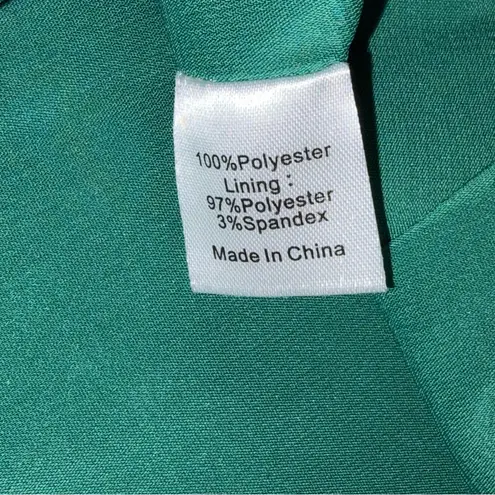 100%Polyester
Lining :
97%Polyester
3%Spandex
Made In China